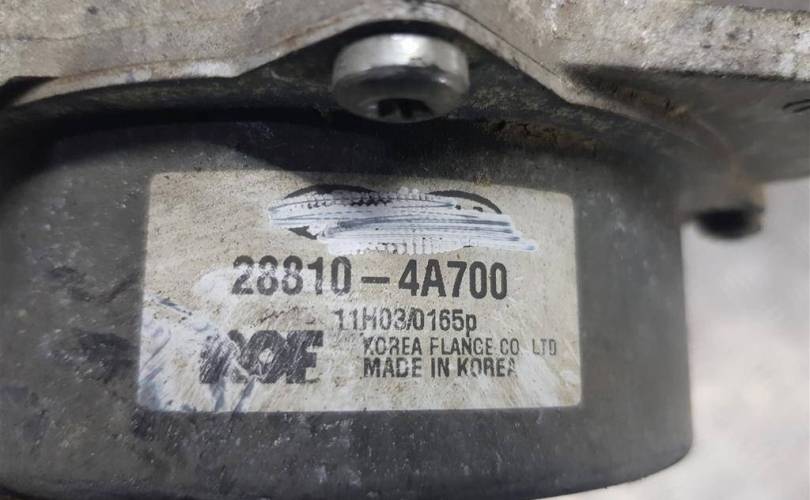 28810-4A700
11H03/0165p
KOREA FLANGE CO LTD
MADE IN KOREA